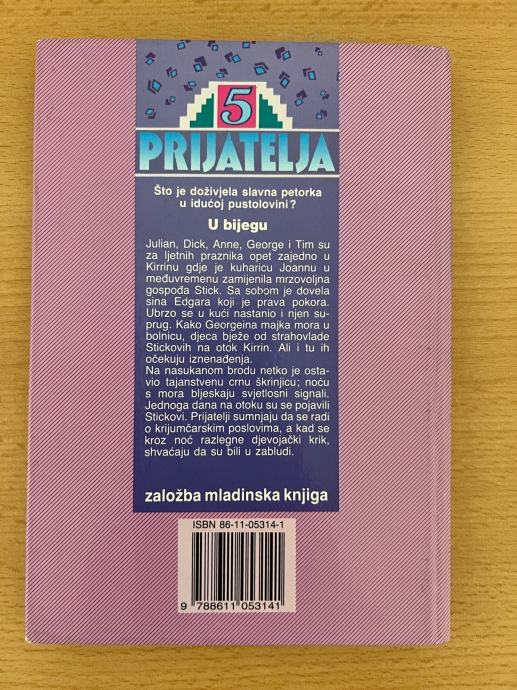 5
PRIJATELJA
Što je doživjela slavna petorka
u idućoj pustolovini?
U bijegu
Julian, Dick, Anne, George i Tim su
za ljetnih praznika opet zajedno u
Kirrinu gdje je kuharicu Joannu u
međuvremenu zamijenila mrzovoljna
gospođa Stick. Sa sobom je dovela
sina Edgara koji je prava pokora.
Ubrzo se u kući nastanio i njen su-
prug. Kako Georgeina majka mora u
bolnicu, djeca bježe od strahovlade
Stickovih na otok Kirrin. Ali i tu ih
očekuju iznenađenja.
Na nasukanom brodu netko je osta-
vio tajanstvenu crnu škrinjicu; noću
s mora bljeskaju svjetlosni signali.
Jednoga dana na otoku su se pojavili
Stickovi. Prijatelji sumnjaju da se radi
o krijumčarskim poslovima, a kad se
kroz noć razlegne djevojački krik,
shvaćaju da su bili u zabludi.
založba mladinska knjiga
ISBN 86-11-05314-1
9 788611 053141